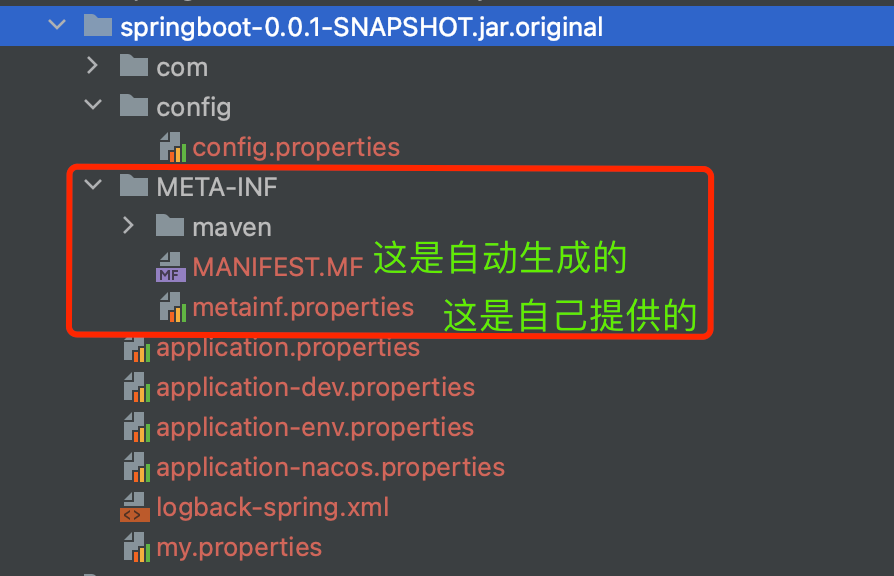 springboot-0.0.1-SNAPSHOT.jar.original
com
config
config.properties
META-INF
maven
MF MANIFEST.MF 这是自动生成的
metainf.properties 这是自己提供的
application.properties
application-dev.properties
application-env.properties
application-nacos.properties
<> logback-spring.xml
my.properties